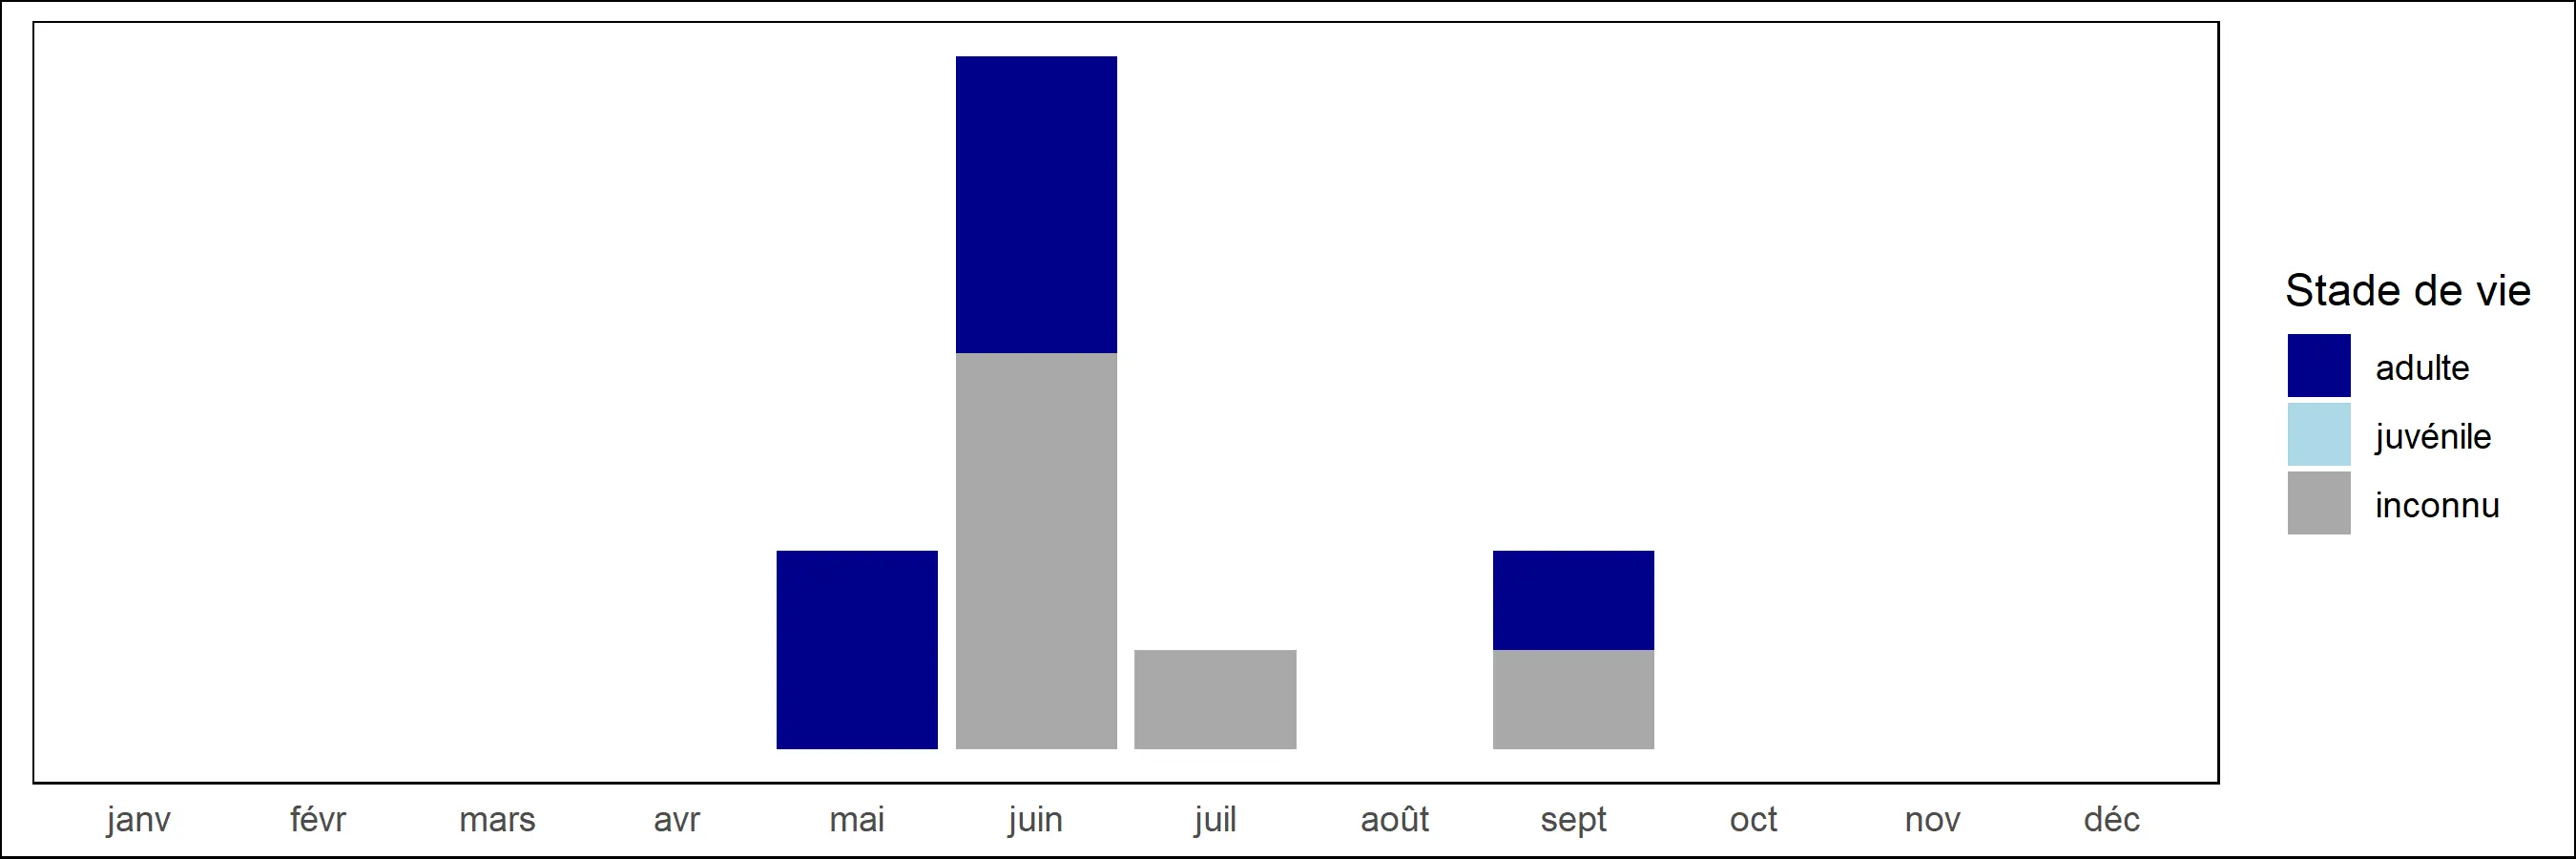 Stade de vie
adulte
juvénile
inconnu
janv févr mars avr mai juin juil août sept oct nov déc